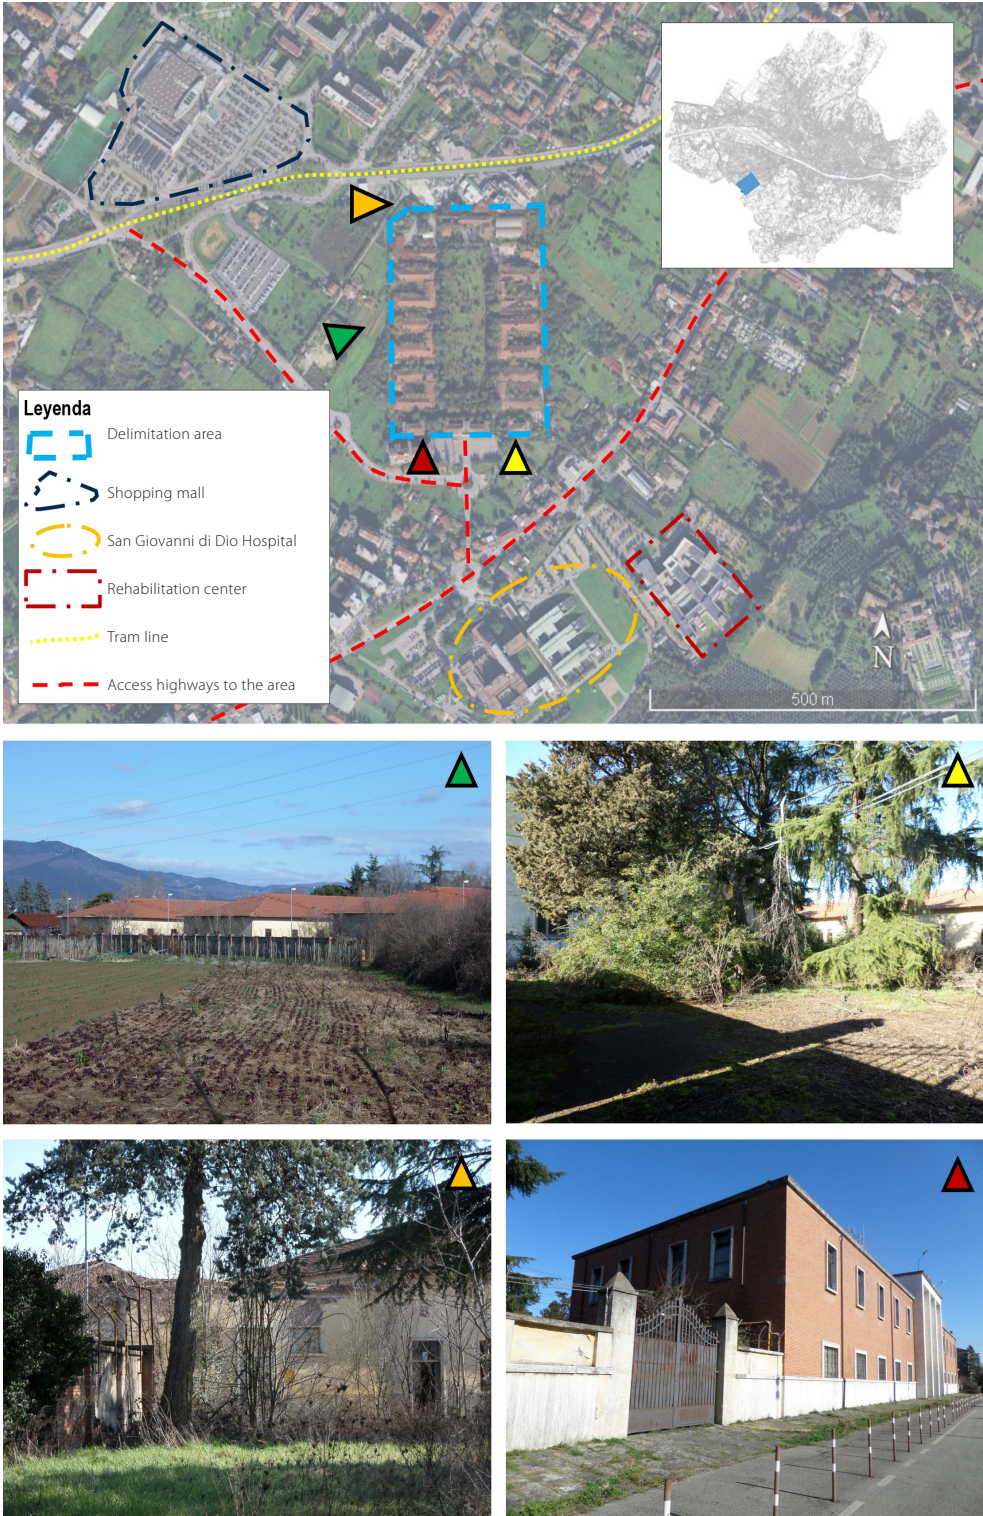 Leyenda
Delimitation area
Shopping mall
San Giovanni di Dio Hospital
Rehabilitation center
Tram line
Access highways to the area
N
500 m